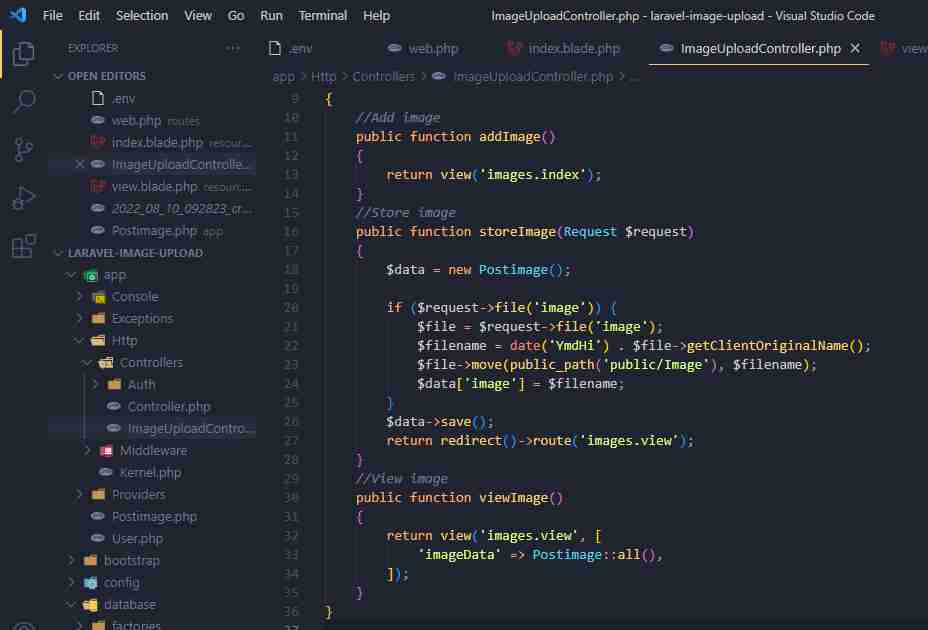 File Edit Selection View Go Run Terminal Help ImageUploadController.php - laravel-image-upload - Visual Studio Code
EXPLORER ...
OPEN EDITORS
.env
web.php routes
index.blade.php resour...
ImageUploadControlle...
view.blade.php resourc...
2022_08_10_092823_cr...
Postimage.php app
LARAVEL-IMAGE-UPLOAD
app
Console
Exceptions
Http
Controllers
Auth
Controller.php
ImageUploadContro...
Middleware
Kernel.php
Providers
Postimage.php
User.php
bootstrap
config
database
factories
.env web.php index.blade.php ImageUploadController.php view
app > Http > Controllers > ImageUploadController.php > ...
9 {
10 //Add image
11 public function addImage()
12 {
13 return view('images.index');
14 }
15 //Store image
16 public function storeImage(Request $request)
17 {
18 $data = new Postimage();
19
20 if ($request->file('image')) {
21 $file = $request->file('image');
22 $filename = date('YmdHi') . $file->getClientOriginalName();
23 $file->move(public_path('public/Image'), $filename);
24 $data['image'] = $filename;
25 }
26 $data->save();
27 return redirect()->route('images.view');
28 }
29 //View image
30 public function viewImage()
31 {
32 return view('images.view', [
33 'imageData' => Postimage::all(),
34 ]);
35 }
36 }
37